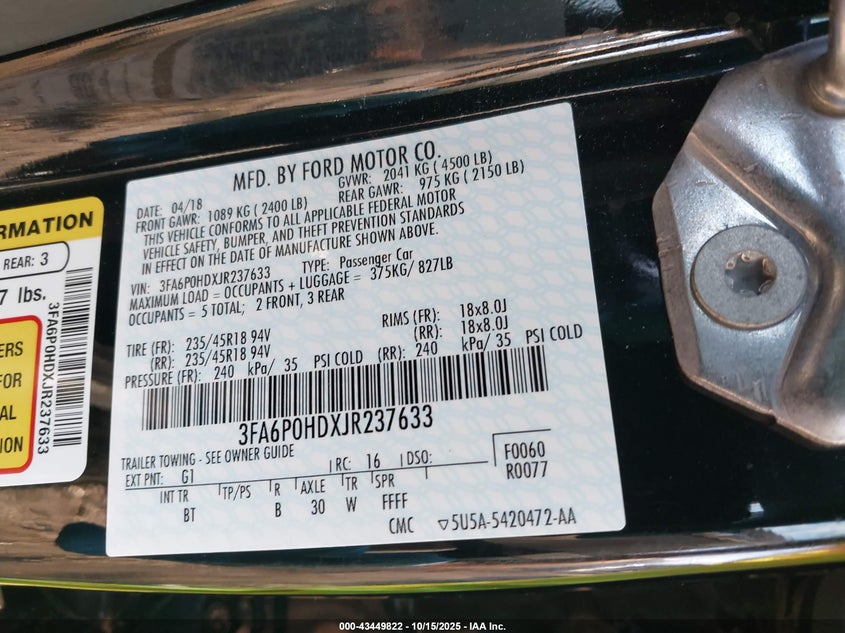 RMATION
REAR: 3
7 lbs.
ERS
FOR
AL
ION
3FA6P0HDXJR237633
MFD. BY FORD MOTOR CO.
DATE: 04/18 GVWR: 2041 KG ( 4500 LB)
FRONT GAWR: 1089 KG ( 2400 LB) REAR GAWR: 975 KG ( 2150 LB)
THIS VEHICLE CONFORMS TO ALL APPLICABLE FEDERAL MOTOR
VEHICLE SAFETY, BUMPER, AND THEFT PREVENTION STANDARDS
IN EFFECT ON THE DATE OF MANUFACTURE SHOWN ABOVE.
VIN: 3FA6P0HDXJR237633 TYPE: Passenger Car
MAXIMUM LOAD = OCCUPANTS + LUGGAGE = 375KG/ 827LB
OCCUPANTS = 5 TOTAL; 2 FRONT, 3 REAR
TIRE (FR): 235/45R18 94V RIMS (FR): 18x8.0J
(RR): 235/45R18 94V (RR): 18x8.0J
PRESSURE (FR): 240 kPa/ 35 PSI COLD (RR): 240 kPa/ 35 PSI COLD
3FA6P0HDXJR237633
TRAILER TOWING - SEE OWNER GUIDE
EXT PNT: G1 RC: 16 DSO: F0060
R0077
INT TR TP/PS R AXLE TR SPR
BT B 30 W FFFF
CMC ▽5U5A-5420472-AA
000-43449822 - 10/15/2025 - IAA Inc.